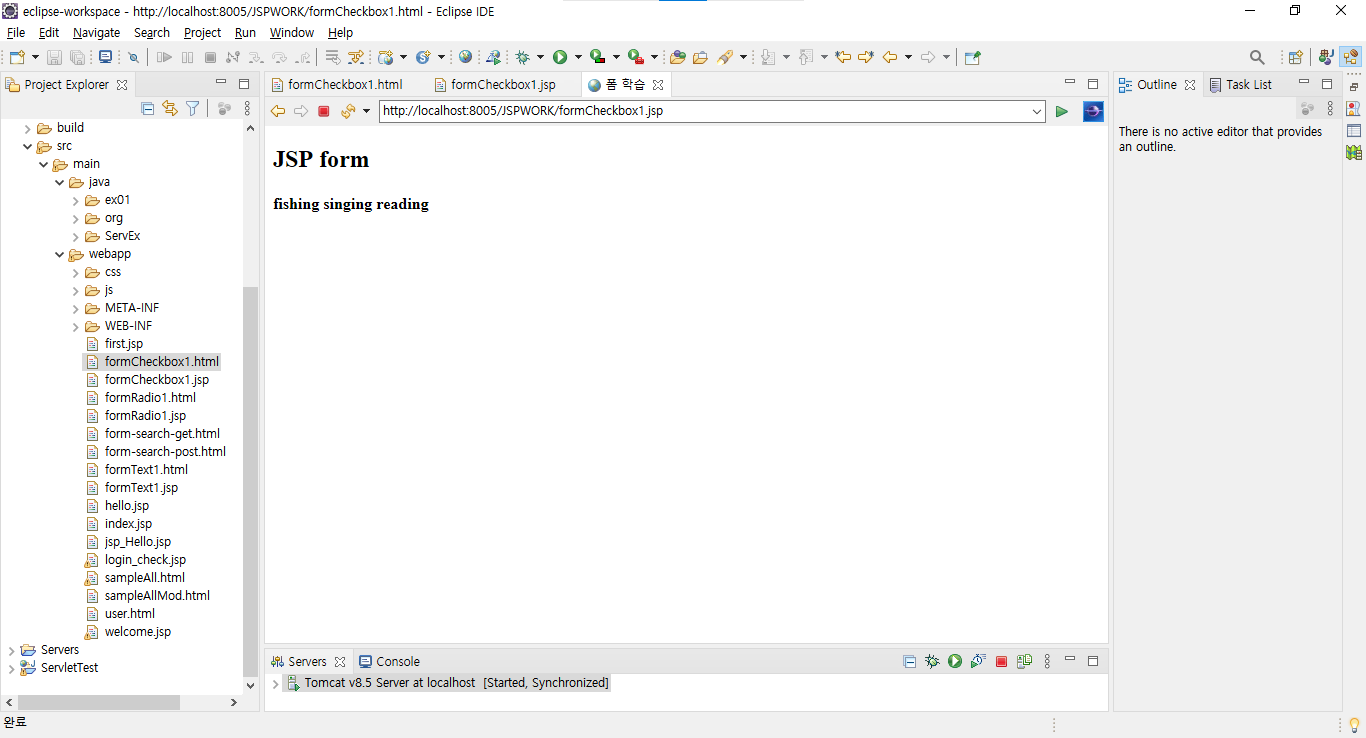 eclipse-workspace - http://localhost:8005/JSPWORK/formCheckbox1.html - Eclipse IDE
File Edit Navigate Search Project Run Window Help
Project Explorer
formCheckbox1.html formCheckbox1.jsp 폼 학습
Outline Task List
http://localhost:8005/JSPWORK/formCheckbox1.jsp
There is no active editor that provides
an outline.
build
src
main
java
ex01
org
ServEx
webapp
css
js
META-INF
WEB-INF
first.jsp
formCheckbox1.html
formCheckbox1.jsp
formRadio1.html
formRadio1.jsp
form-search-get.html
form-search-post.html
formText1.html
formText1.jsp
hello.jsp
index.jsp
jsp_Hello.jsp
login_check.jsp
sampleAll.html
sampleAllMod.html
user.html
welcome.jsp
Servers
ServletTest
JSP form
fishing singing reading
Servers Console
Tomcat v8.5 Server at localhost [Started, Synchronized]
완료